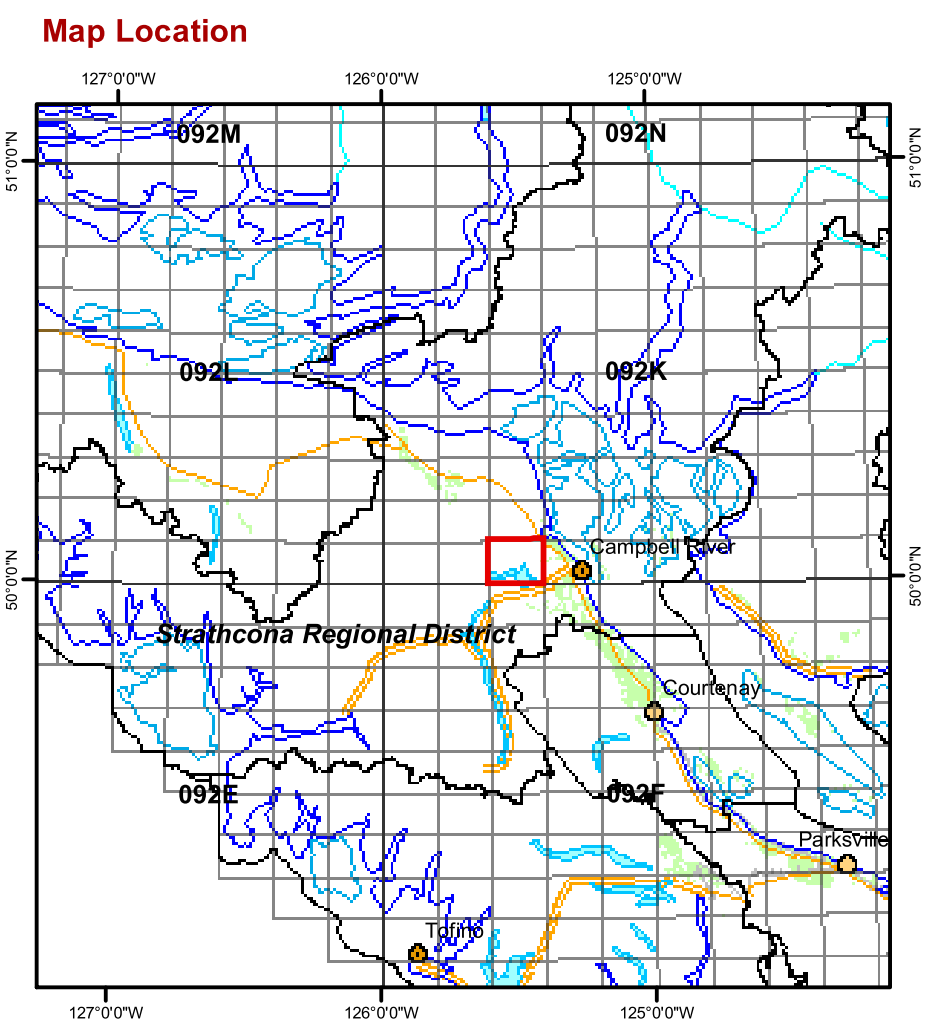 Map Location
127°0'0"W 126°0'0"W 125°0'0"W
51°0'0"N 51°0'0"N
092M 092N
092L 092K
Campbell River
50°0'0"N 50°0'0"N
Strathcona Regional District
Courtenay
092E 092F
Parksville
Tofino
127°0'0"W 126°0'0"W 125°0'0"W